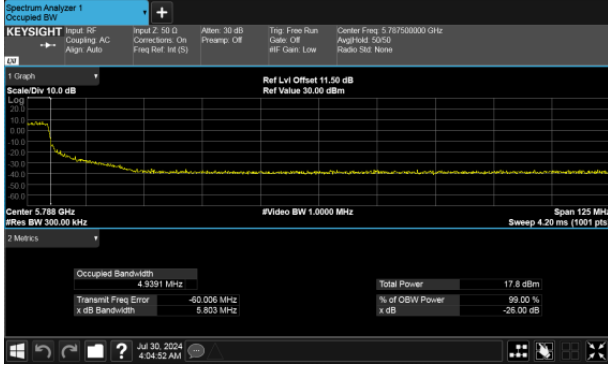 Spectrum Analyzer 1
Occupied BW
+
KEYSIGHT Input: RF Input Z: 50 Ω Atten: 30 dB Trig: Free Run Center Freq: 5.787500000 GHz
Coupling: AC Corrections: On Preamp: Off Gate: Off Avg|Hold: 50/50
Align: Auto Freq Ref: Int (S) #IF Gain: Low Radio Std: None
LXI
1 Graph
Ref Lvl Offset 11.50 dB
Scale/Div 10.0 dB Ref Value 30.00 dBm
Log
20.0
10.0
0.00
-10.0
-20.0
-30.0
-40.0
-50.0
-60.0
Center 5.788 GHz #Video BW 1.0000 MHz Span 125 MHz
#Res BW 300.00 kHz Sweep 4.20 ms (1001 pts)
2 Metrics
Occupied Bandwidth
4.9391 MHz Total Power 17.8 dBm
Transmit Freq Error -60.006 MHz % of OBW Power 99.00 %
x dB Bandwidth 5.803 MHz x dB -26.00 dB
? Jul 30, 2024
4:04:52 AM